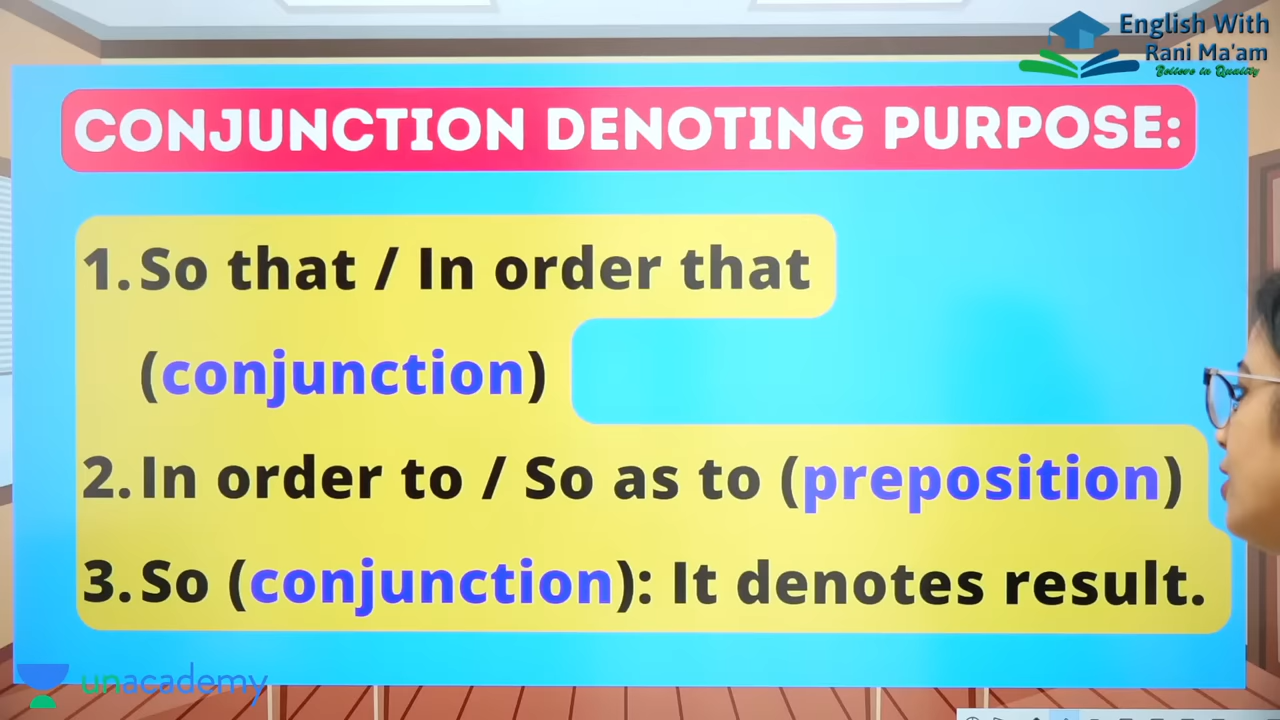 English With
Rani Ma'am
Believe in Quality
CONJUNCTION DENOTING PURPOSE:
1. So that / In order that
(conjunction)
2. In order to / So as to (preposition)
3. So (conjunction): It denotes result.
unacademy